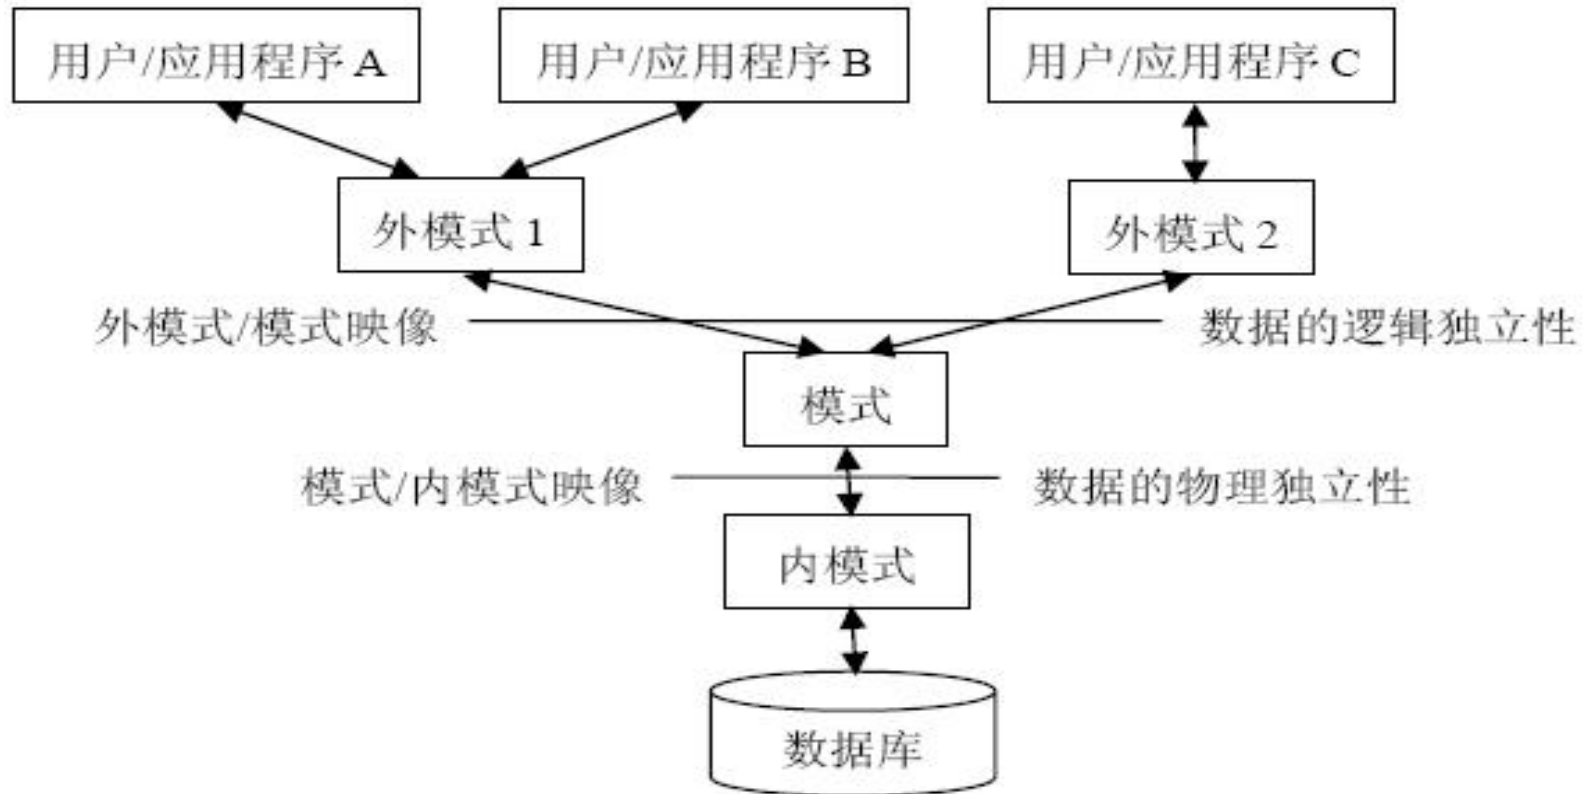 用户/应用程序 A
用户/应用程序 B
用户/应用程序 C
外模式 1
外模式 2
外模式/模式映像
数据的逻辑独立性
模式
模式/内模式映像
数据的物理独立性
内模式
数据库